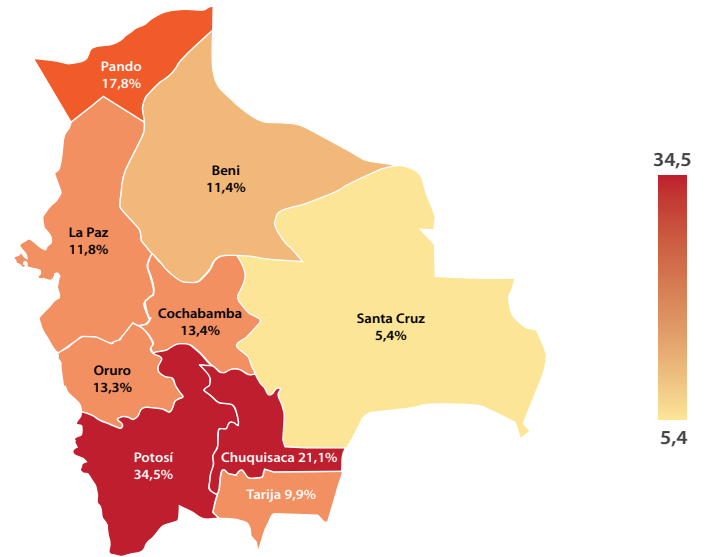 Pando
17,8%
Beni
11,4%
La Paz
11,8%
Cochabamba
13,4%
Santa Cruz
5,4%
Oruro
13,3%
Potosí
34,5%
Chuquisaca 21,1%
Tarija 9,9%
34,5
5,4